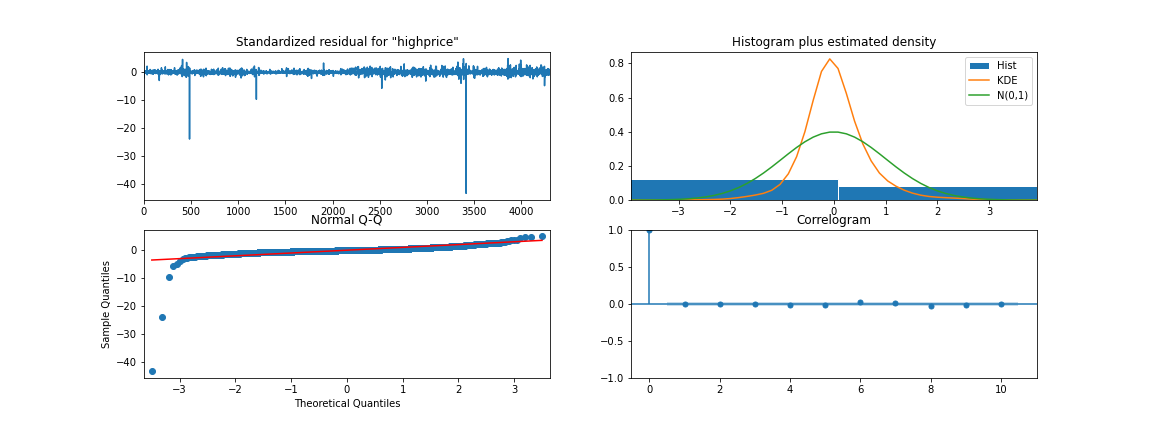 Standardized residual for "highprice"
0
−10
−20
−30
−40
0 500 1000 1500 2000 2500 3000 3500 4000
Histogram plus estimated density
0.8
0.6
0.4
0.2
0.0
Hist
KDE
N(0,1)
−3 −2 −1 0 1 2 3
Normal Q-Q
Sample Quantiles
0
−10
−20
−30
−40
−3 −2 −1 0 1 2 3
Theoretical Quantiles
Correlogram
1.0
0.5
0.0
−0.5
−1.0
0 2 4 6 8 10